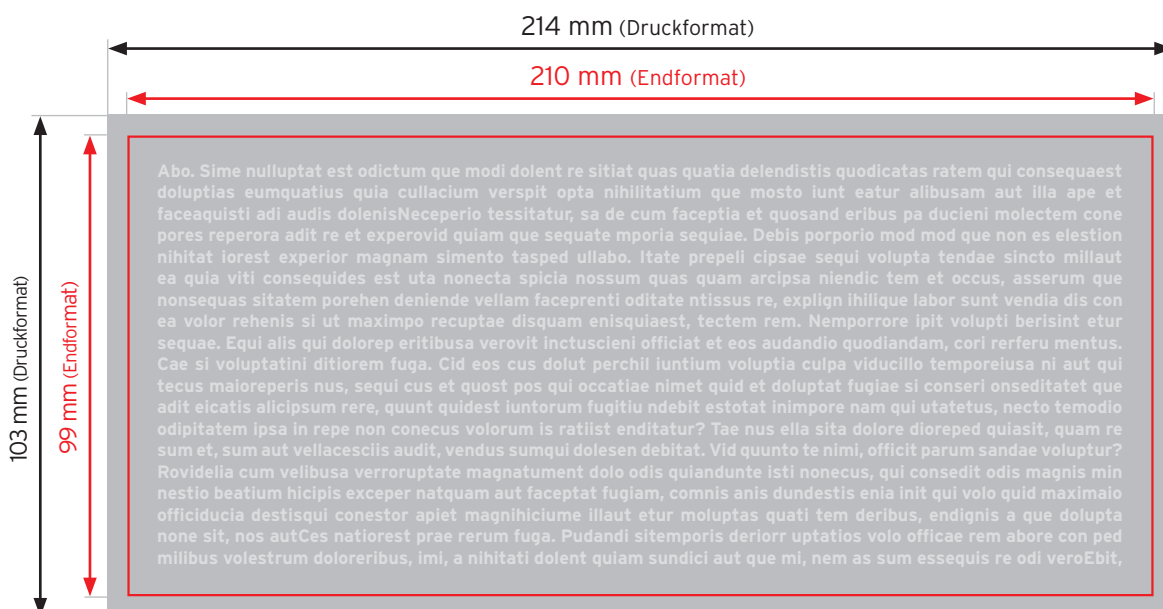 214 mm (Druckformat)
210 mm (Endformat)
103 mm (Druckformat)
99 mm (Endformat)
Abo. Sime nulluptat est odictum que modi dolent re sitiat quas quatia delendistis quodicatas ratem qui consequaest
doluptias eumquatius quia cullacium verspit opta nihilitatium que mosto iunt eatur alibusam aut illa ape et
faceaquisti adi audis dolenisNeceperio tessitatur, sa de cum faceptia et quosand eribus pa ducieni molectem cone
pores reperora adit re et experovid quiam que sequate mporia sequiae. Debis porporio mod mod que non es elestion
nihitat iorest experior magnam simento tasped ullabo. Itate prepeli cipsae sequi volupta tendae sincto millaut
ea quia viti consequides est uta nonecta spicia nossum quas quam arcipsa niendic tem et occus, asserum que
nonsequas sitatem porehen deniende velitam faceprenti oditate ntissus re, explign ihilique labor sunt vendia dis con
ea volor rehenis si ut maximpo recuptae disquam enisquiaest, tectem rem. Nemporrore ipit volupti berisint etur
sequae. Equi alis qui dolorep eritibusa verovit inctuscieni officiat et eos audandio quodiandam, cori rerferu mentus.
Cae si voluptatini ditiorem fuga. Cid eos sus dolut perchil iuntium voluptia culpa viducillo temporeiusa ni aut qui
tecus maioreperis nus, sequi cus et quost pos qui occatiae nimet quid et doluptat fugiae si conseri onseditatet que
adit eicatis alicipsum rere, quunt quidest iuntorum fugitiu ndebit estotat inimpore nam qui utatetus, necto temodio
odipitatem ipsa in repe non conecus volorum is ratiist enditatur? Tae nus ella sita dolore dioreped quiasit, quam re
sum et, sum aut vellacesciis audit, vendus sumqui dolesen debitat. Vid quunto te nimi, officit parum sandae voluptur?
Rovidelia cum velibusa verroruptate magnatument dolo odis quiandunte isti nonecus, qui consedit odis magnis min
nestio beatium hicipis exceper natquam aut faceptat fugiam, comnis anis dundestis enia init qui volo quid maximaio
officiducia destisqui conestor apiet magnihiciume illaut etur moluptas quati tem deribus, endignis a que dolupta
none sit, nos autCes natiorest prae rerum fuga. Pudandi sitemporis deriorr uptatios volo officae rem abore con ped
milibus volestrum doloreribus, imi, a nihitati dolent quiam sundici aut que mi, nem as sum essequis re odi veroEbit,